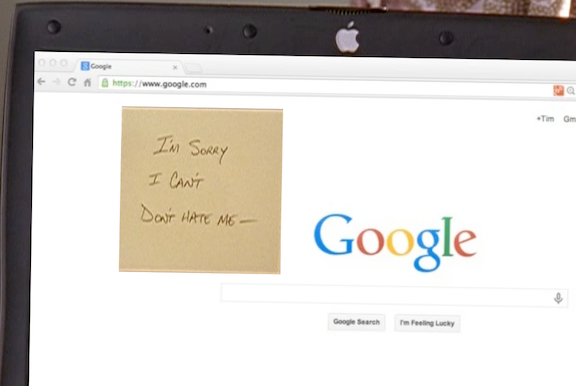 Google
https://www.google.com
+Tim Gm
I'm Sorry
I Can't
Don't Hate Me —
Google
Google Search I'm Feeling Lucky